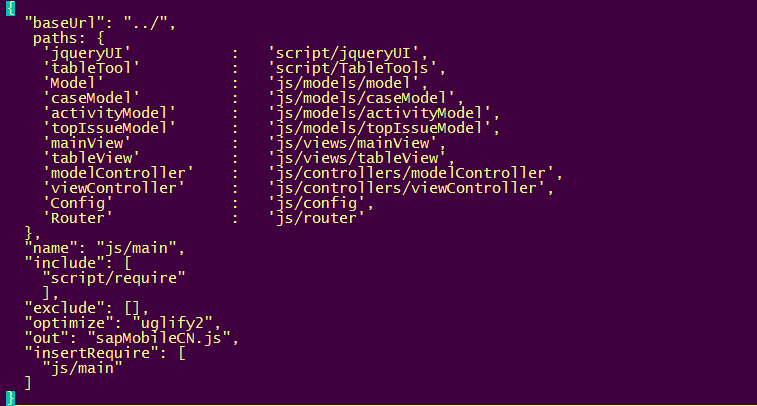 {
  "baseUrl": "../",
   paths: {
    'jqueryUI'           :   'script/jqueryUI',
    'tableTool'          :   'script/TableTools',
    'Model'              :   'js/models/model',
    'caseModel'          :   'js/models/caseModel',
    'activityModel'      :   'js/models/activityModel',
    'topIssueModel'      :   'js/models/topIssueModel',
    'mainView'           :   'js/views/mainView',
    'tableView'          :   'js/views/tableView',
    'modelController'    :   'js/controllers/modelController',
    'viewController'     :   'js/controllers/viewController',
    'Config'             :   'js/config',
    'Router'             :   'js/router'
  },
  "name": "js/main",
  "include": [
    "script/require"
    ],
  "exclude": [],
  "optimize": "uglify2",
  "out": "sapMobileCN.js",
  "insertRequire": [
    "js/main"
  ]
}